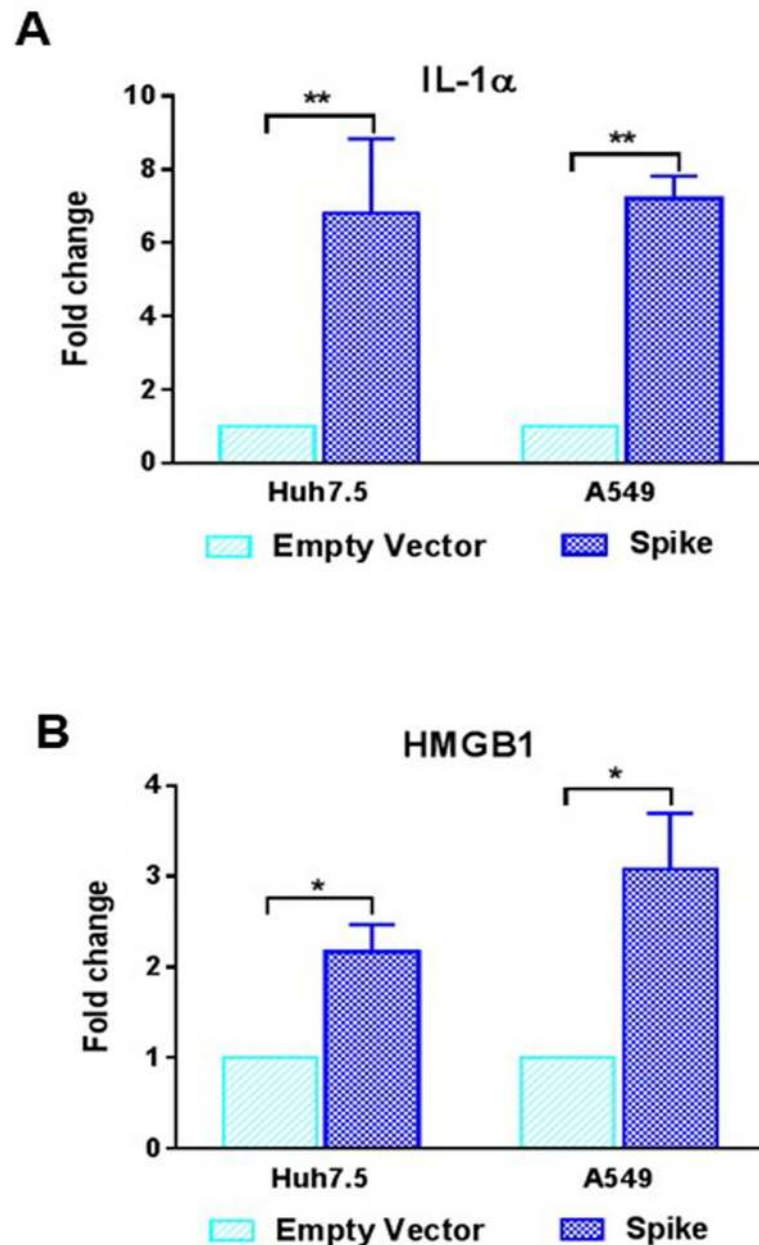 A
IL-1α
10
**
**
8
6
4
2
0
Fold change
Huh7.5 A549
Empty Vector Spike
B
HMGB1
4
*
3
*
2
1
0
Fold change
Huh7.5 A549
Empty Vector Spike